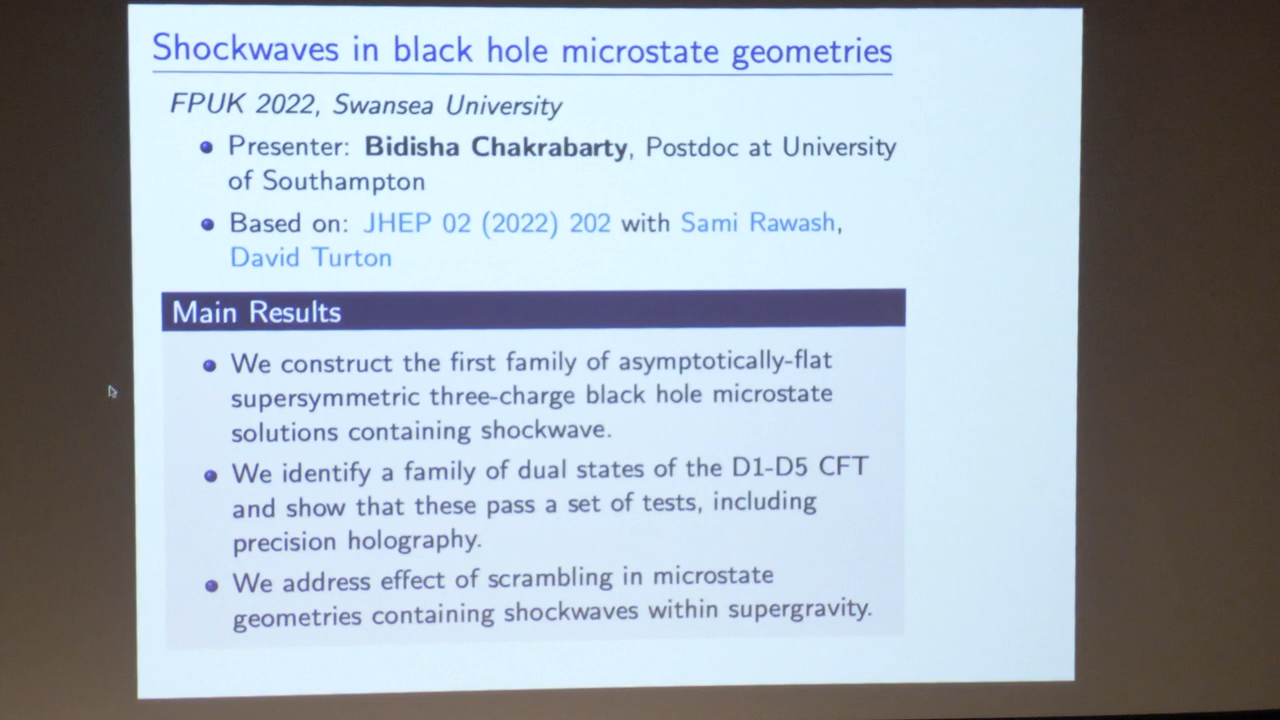 Shockwaves in black hole microstate geometries
FPUK 2022, Swansea University
Presenter: Bidisha Chakrabarty, Postdoc at University
of Southampton
Based on: JHEP 02 (2022) 202 with Sami Rawash,
David Turton
Main Results
We construct the first family of asymptotically-flat
supersymmetric three-charge black hole microstate
solutions containing shockwave.
We identify a family of dual states of the D1-D5 CFT
and show that these pass a set of tests, including
precision holography.
We address effect of scrambling in microstate
geometries containing shockwaves within supergravity.